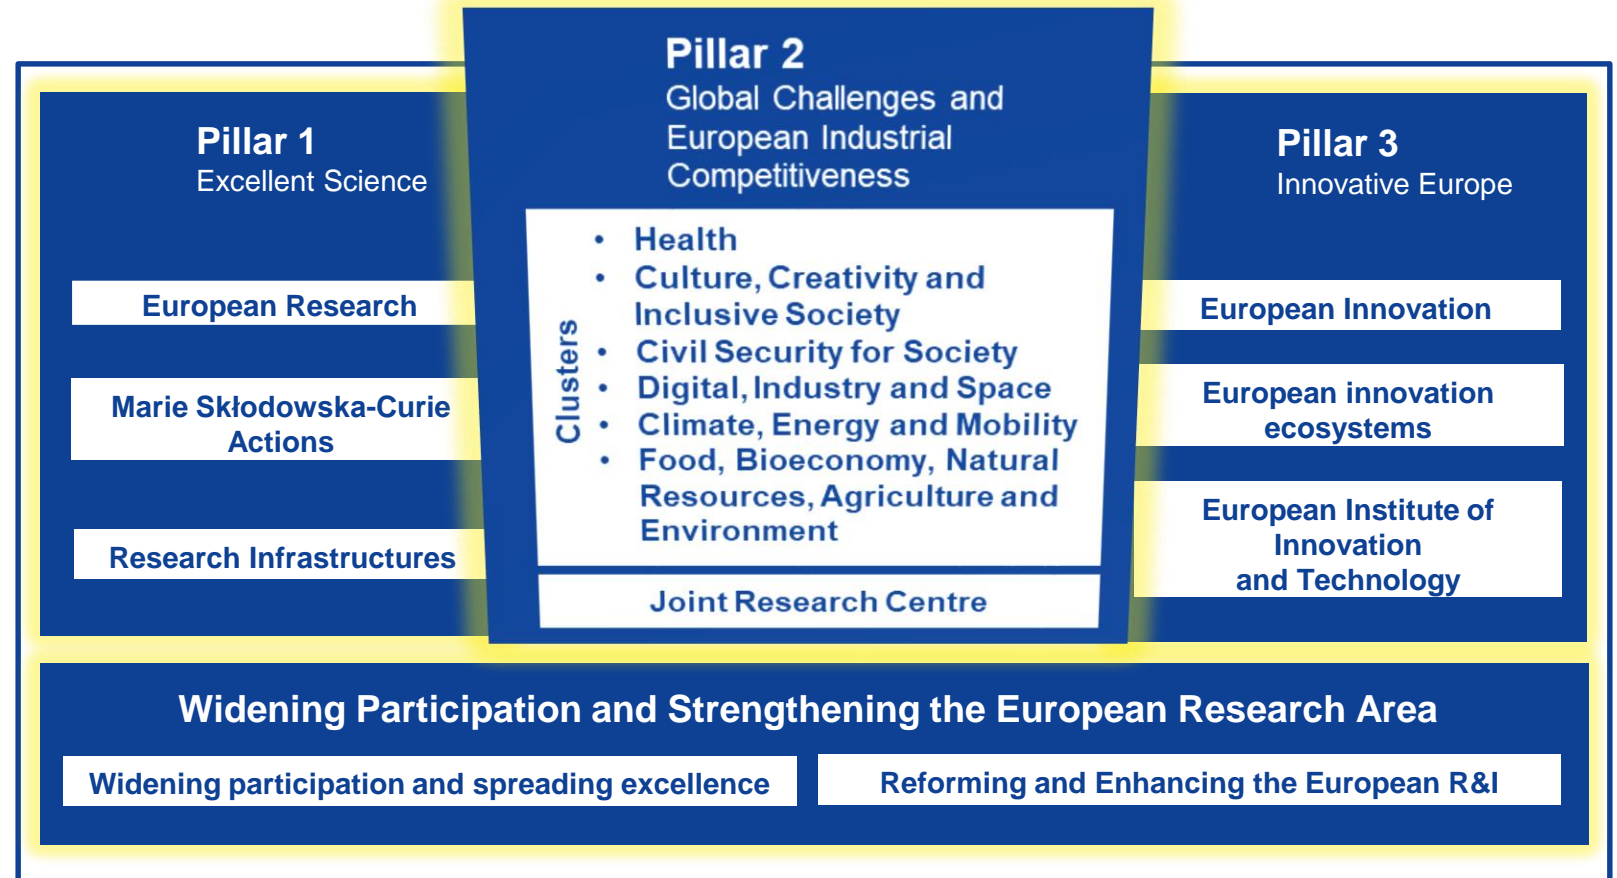 Pillar 1
Excellent Science
European Research
Marie Skłodowska-Curie
Actions
Research Infrastructures
Pillar 2
Global Challenges and
European Industrial
Competitiveness
Clusters
• Health
• Culture, Creativity and
Inclusive Society
• Civil Security for Society
• Digital, Industry and Space
• Climate, Energy and Mobility
• Food, Bioeconomy, Natural
Resources, Agriculture and
Environment
Joint Research Centre
Pillar 3
Innovative Europe
European Innovation
European innovation
ecosystems
European Institute of
Innovation
and Technology
Widening Participation and Strengthening the European Research Area
Widening participation and spreading excellence
Reforming and Enhancing the European R&I